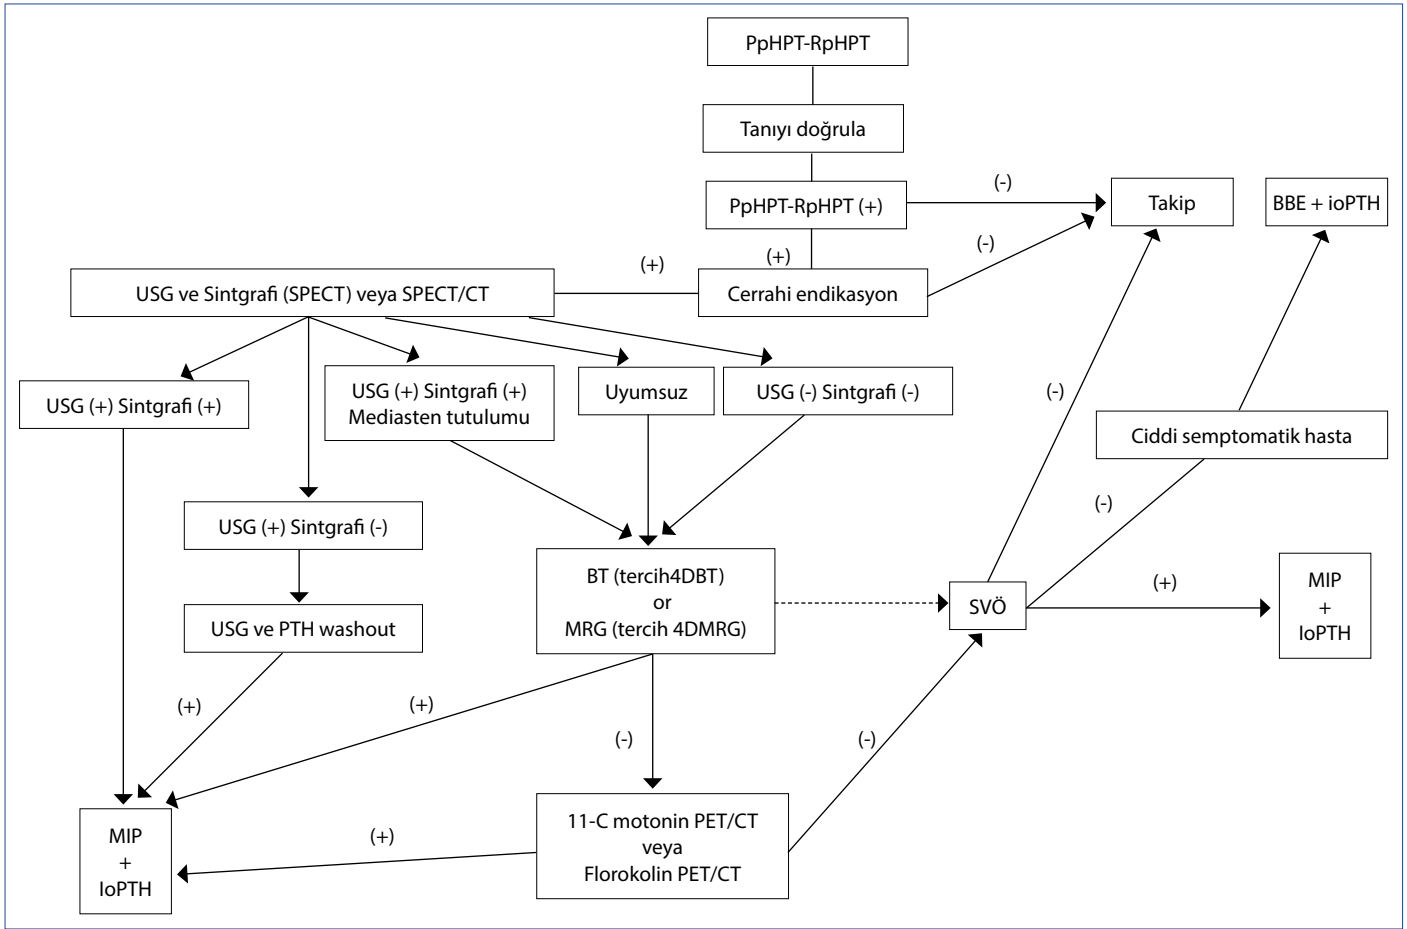 PpHPT-RpHPT
Tanıyı doğrula
PpHPT-RpHPT (+)
(-)
Takip
BBE + ioPTH
(+)
(+)
(-)
USG ve Sintgrafi (SPECT) veya SPECT/CT
Cerrahi endikasyon
USG (+) Sintgrafi (+)
USG (+) Sintgrafi (+)
Mediasten tutulumu
Uyumsuz
USG (-) Sintgrafi (-)
(-)
Ciddi semptomatik hasta
USG (+) Sintgrafi (-)
(-)
BT (tercih4DBT)
or
MRG (tercih 4DMRG)
SVÖ
(+)
MIP
+
IoPTH
USG ve PTH washout
(+)
(+)
(-)
(-)
MIP
+
IoPTH
(+)
11-C motonin PET/CT
veya
Florokolin PET/CT